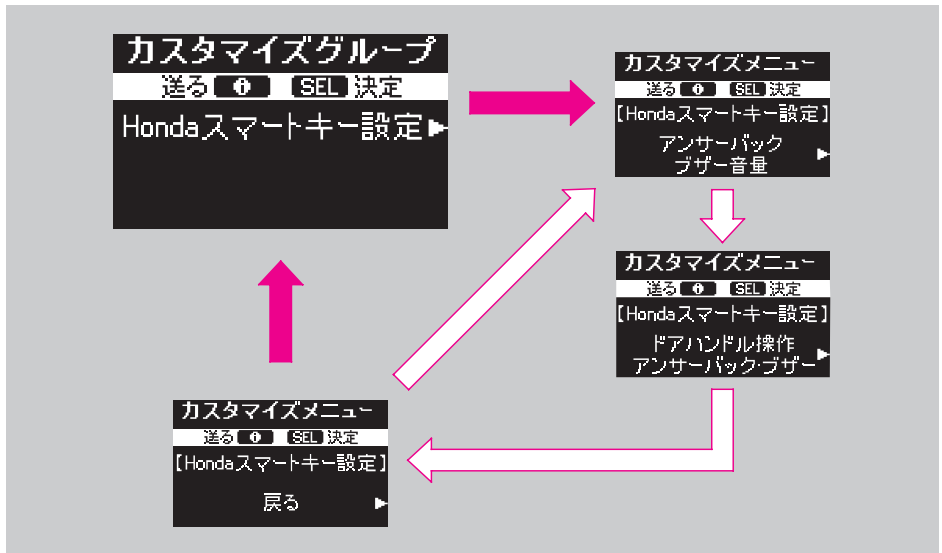 カスタマイズグループ
送る i SEL 決定
Hondaスマートキー設定▶
カスタマイズメニュー
送る i SEL 決定
【Hondaスマートキー設定】
アンサーバック
ブザー音量 ▶
カスタマイズメニュー
送る i SEL 決定
【Hondaスマートキー設定】
ドアハンドル操作
アンサーバック・ブザー ▶
カスタマイズメニュー
送る i SEL 決定
【Hondaスマートキー設定】
戻る ▶